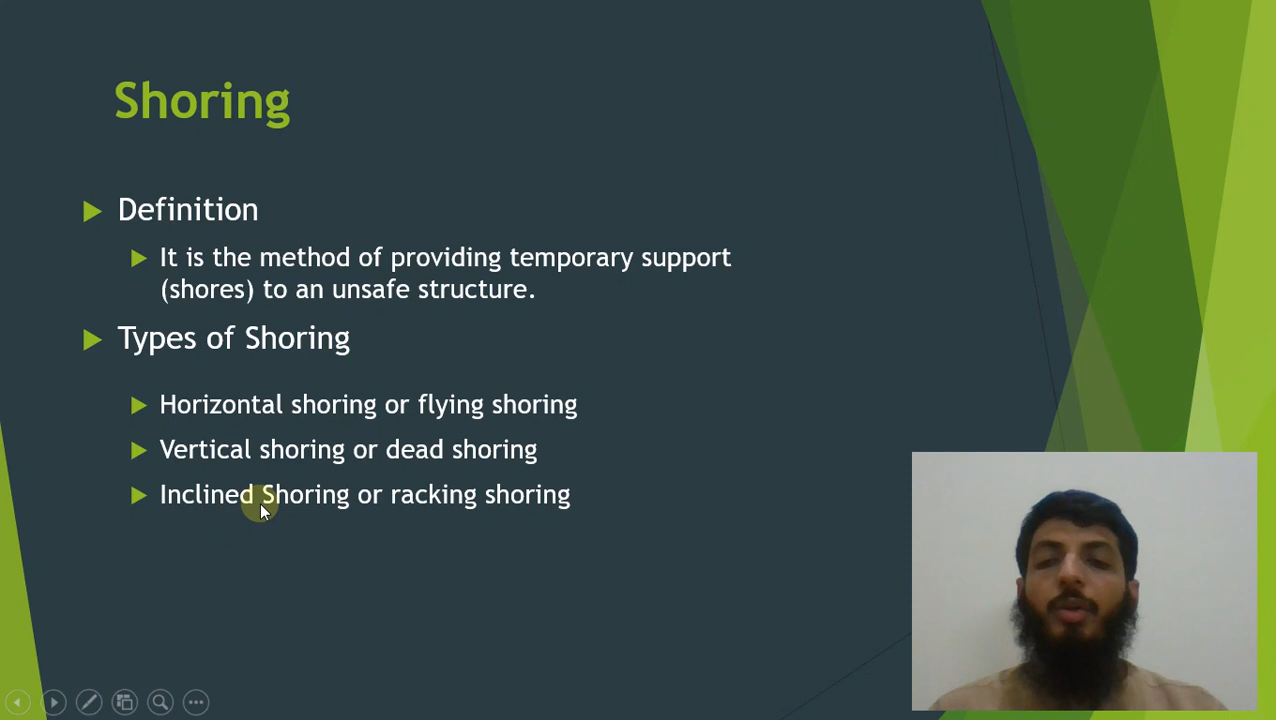 Shoring
Definition
It is the method of providing temporary support
(shores) to an unsafe structure.
Types of Shoring
Horizontal shoring or flying shoring
Vertical shoring or dead shoring
Inclined Shoring or racking shoring